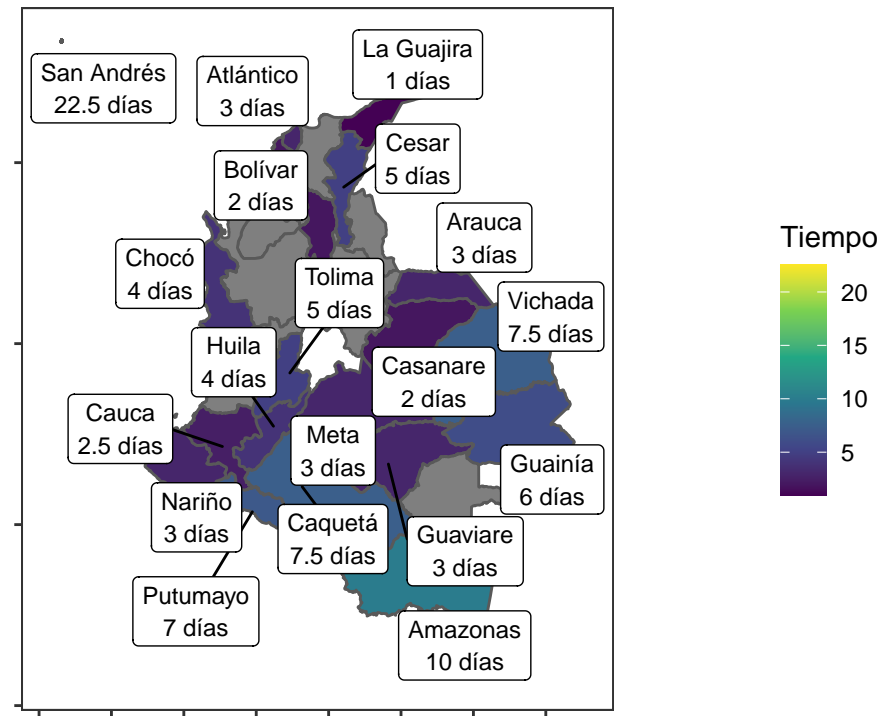 La Guajira
1 días
San Andrés
22.5 días
Atlántico
3 días
Cesar
5 días
Bolívar
2 días
Arauca
3 días
Chocó
4 días
Tolima
5 días
Vichada
7.5 días
Huila
4 días
Casanare
2 días
Cauca
2.5 días
Meta
3 días
Guainía
6 días
Nariño
3 días
Caquetá
7.5 días
Guaviare
3 días
Putumayo
7 días
Amazonas
10 días
Tiempo
20
15
10
5